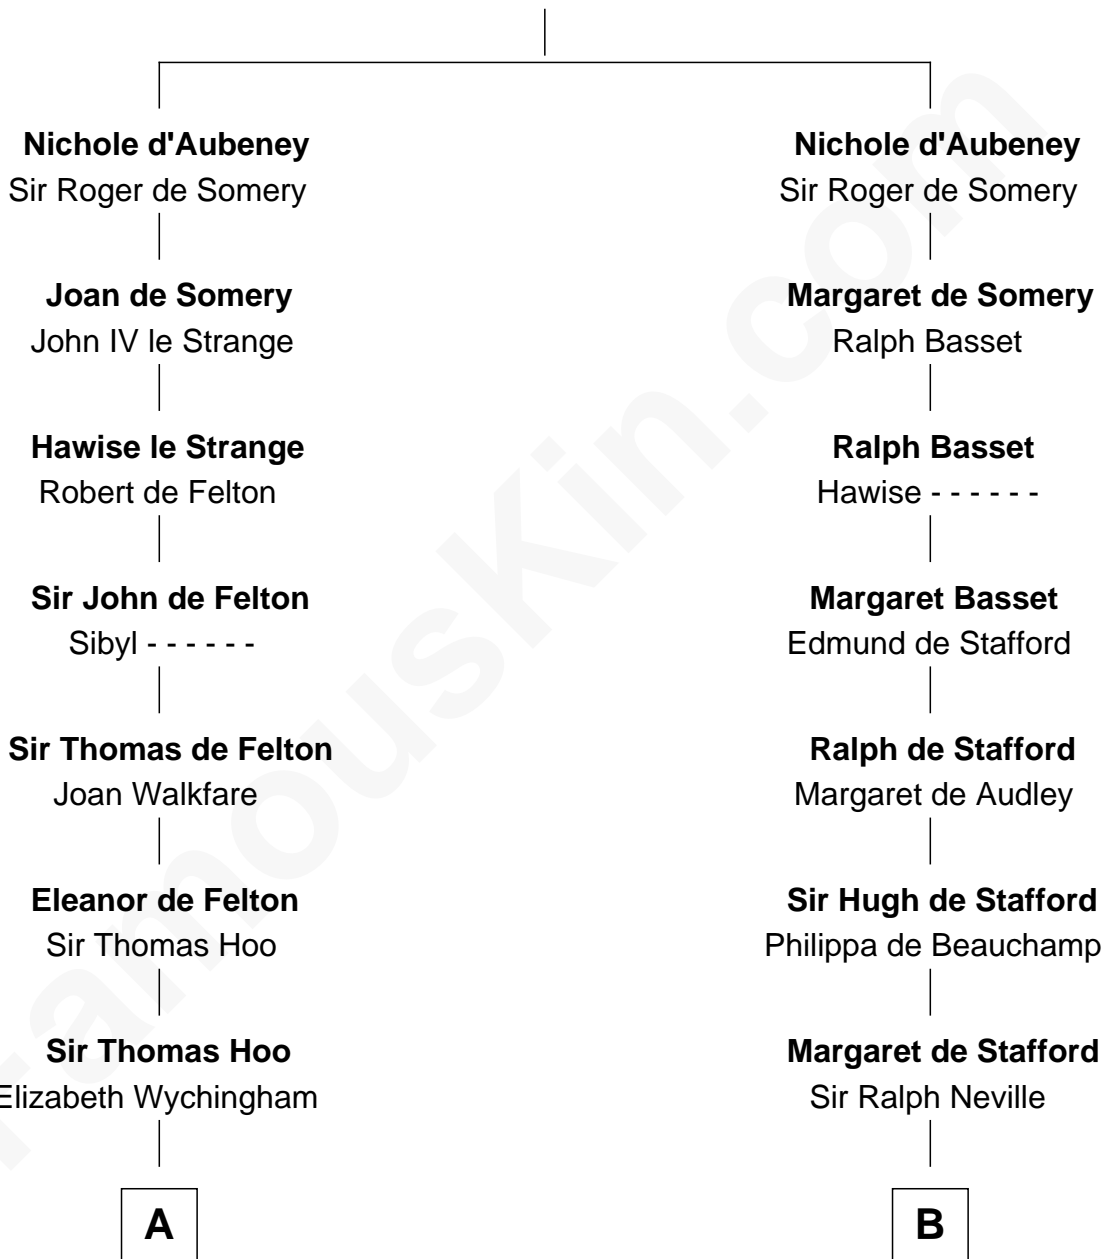 Nichole d'Aubeney
Sir Roger de Somery
Joan de Somery
John IV le Strange
Hawise le Strange
Robert de Felton
Sir John de Felton
Sibyl - - - - - -
Sir Thomas de Felton
Joan Walkfare
Eleanor de Felton
Sir Thomas Hoo
Sir Thomas Hoo
Elizabeth Wychingham
A
Nichole d'Aubeney
Sir Roger de Somery
Margaret de Somery
Ralph Basset
Ralph Basset
Hawise - - - - - -
Margaret Basset
Edmund de Stafford
Ralph de Stafford
Margaret de Audley
Sir Hugh de Stafford
Philippa de Beauchamp
Margaret de Stafford
Sir Ralph Neville
B
FamousKin.com